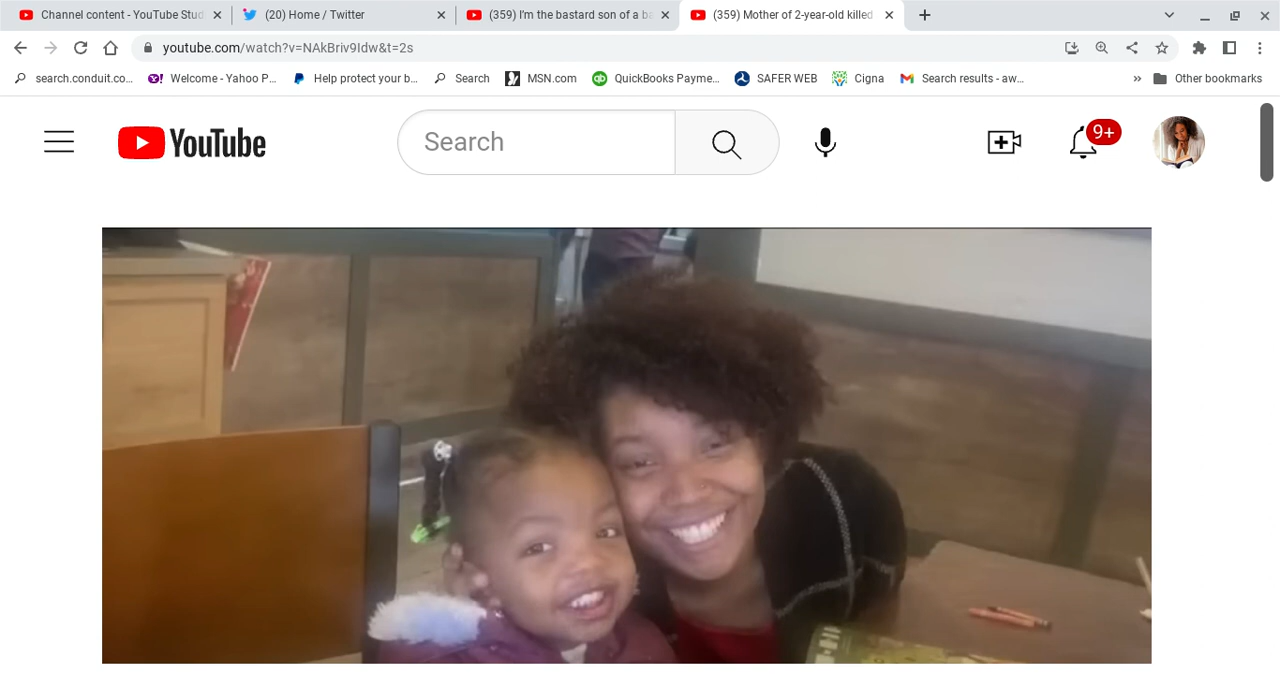 Channel content - YouTube Stud
(20) Home / Twitter
(359) I'm the bastard son of a ba
(359) Mother of 2-year-old killed
youtube.com/watch?v=NAkBriv9Idw&t=2s
search.conduit.co...
Welcome - Yahoo P...
Help protect your b...
Search
MSN.com
QuickBooks Payme...
SAFER WEB
Cigna
Search results - aw...
»
Other bookmarks
YouTube
Search
9+